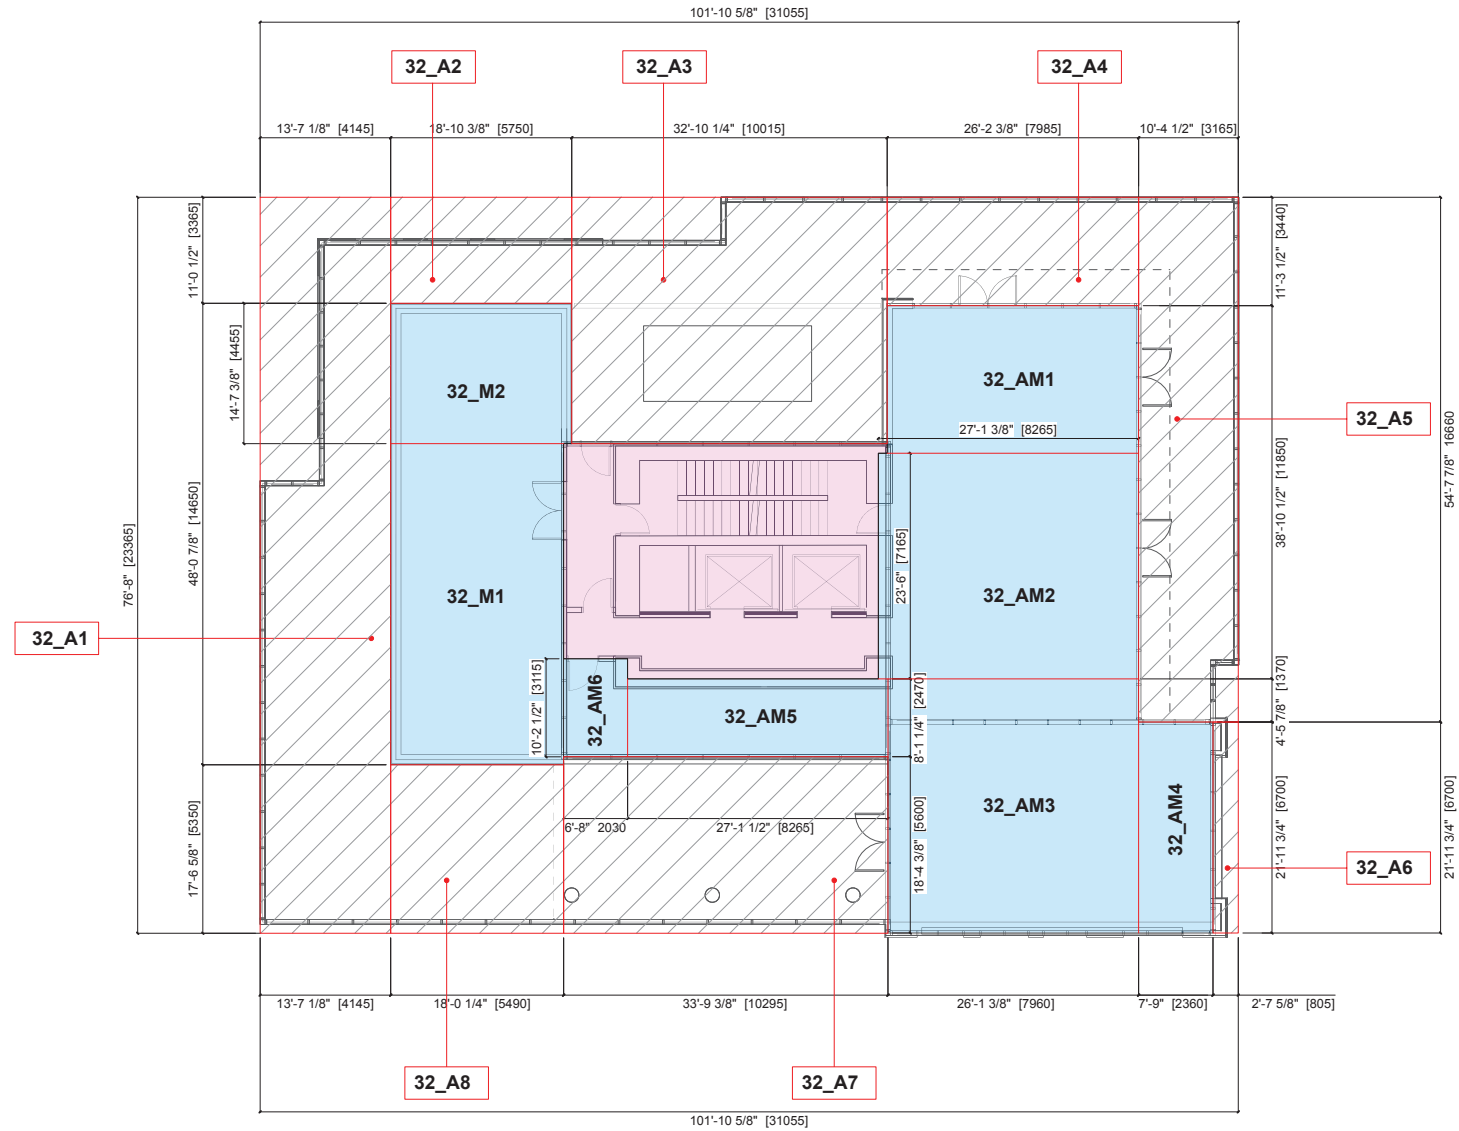 101'-10 5/8" [31055]
32_A2
32_A3
32_A4
13'-7 1/8" [4145]
18'-10 3/8" [5750]
32'-10 1/4" [10015]
26'-2 3/8" [7985]
10'-4 1/2" [3165]
11'-0 1/2" [3365]
11'-3 1/2" [3440]
14'-7 3/8" [4455]
32_M2
32_AM1
27'-1 3/8" [8265]
32_A5
54'-7 7/8" 16660
38'-10 1/2" [11850]
76'-8" [23365]
48'-0 7/8" [14650]
23'-6" [7165]
32_M1
32_AM2
32_A1
10'-2 1/2" [3115]
32_AM6
32_AM5
8'-1 1/4" [2470]
4'-5 7/8" [1370]
17'-6 5/8" [5350]
6'-8" 2030
27'-1 1/2" [8265]
18'-4 3/8" [5600]
32_AM3
32_AM4
21'-11 3/4" [6700]
21'-11 3/4" [6700]
32_A6
13'-7 1/8" [4145]
18'-0 1/4" [5490]
33'-9 3/8" [10295]
26'-1 3/8" [7960]
7'-9" [2360]
2'-7 5/8" [805]
32_A8
32_A7
101'-10 5/8" [31055]